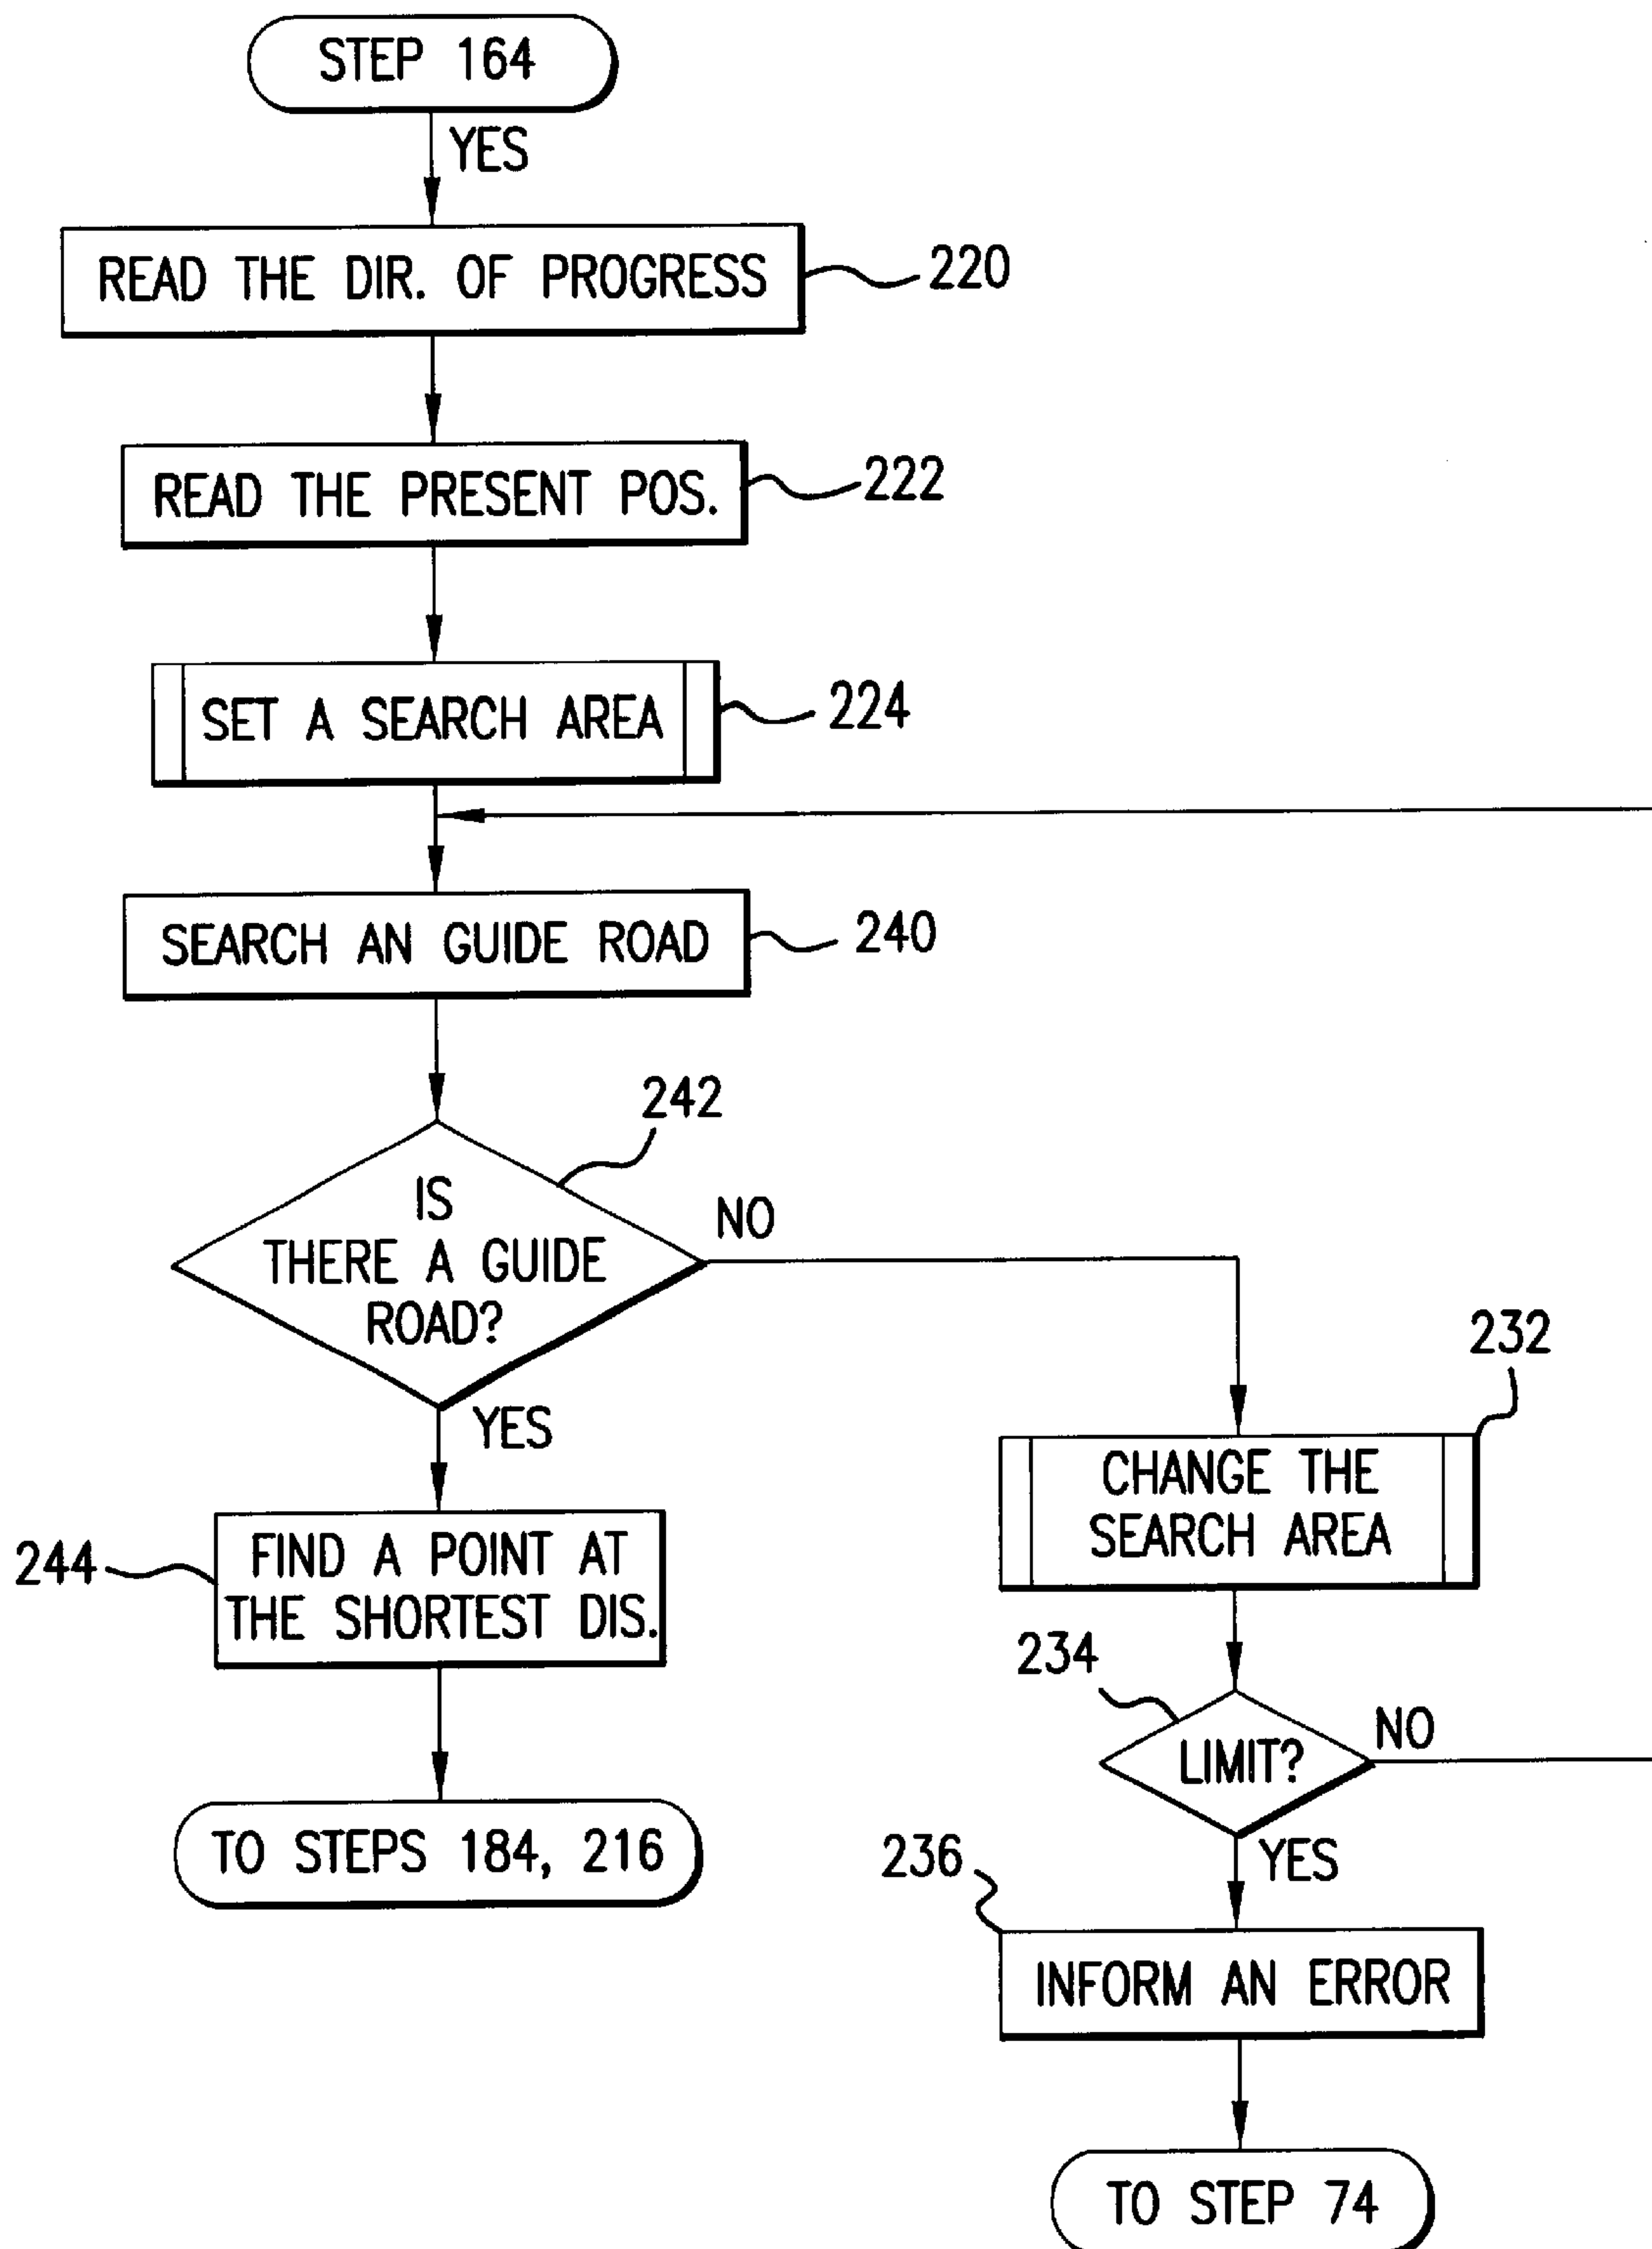 STEP 164
YES
READ THE DIR. OF PROGRESS
220
READ THE PRESENT POS.
222
SET A SEARCH AREA
224
SEARCH AN GUIDE ROAD
240
242
IS
THERE A GUIDE
ROAD?
NO
YES
244
FIND A POINT AT
THE SHORTEST DIS.
TO STEPS 184, 216
232
CHANGE THE
SEARCH AREA
234
LIMIT?
NO
YES
236
INFORM AN ERROR
TO STEP 74